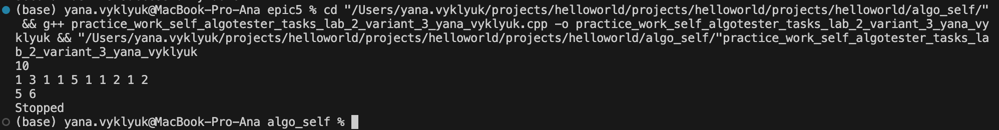 (base) yana.vyklyuk@MacBook-Pro-Ana epic5 % cd "/Users/yana.vyklyuk/projects/helloworld/projects/helloworld/projects/helloworld/algo_self/"
 && g++ practice_work_self_algotester_tasks_lab_2_variant_3_yana_vyklyuk.cpp -o practice_work_self_algotester_tasks_lab_2_variant_3_yana_vy
klyuk && "/Users/yana.vyklyuk/projects/helloworld/projects/helloworld/projects/helloworld/algo_self/"practice_work_self_algotester_tasks_la
b_2_variant_3_yana_vyklyuk
10
1 3 1 1 5 1 1 2 1 2
5 6
Stopped
(base) yana.vyklyuk@MacBook-Pro-Ana algo_self %